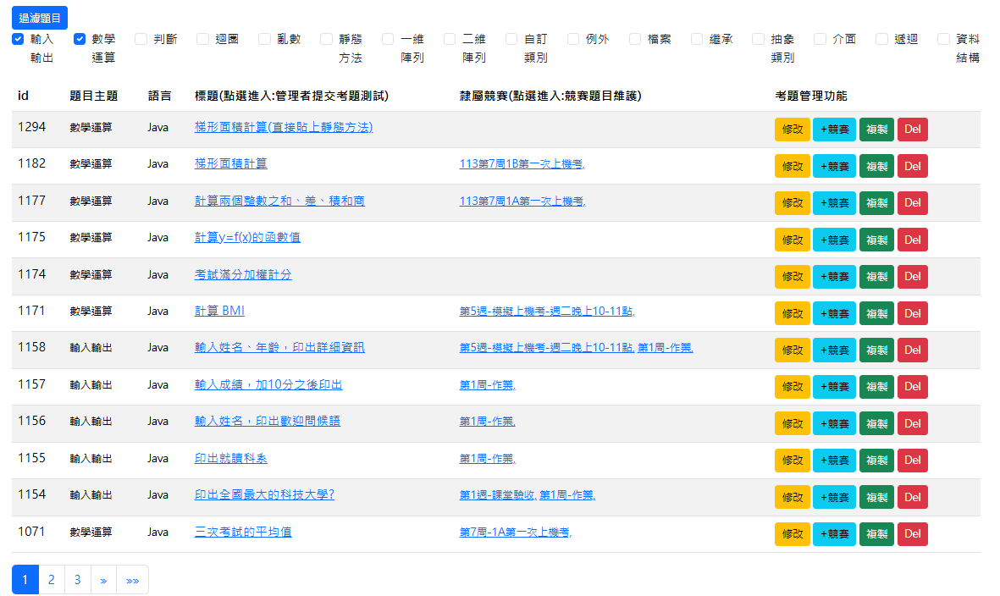 過濾題目
輸入輸出 數學運算 判斷 迴圈 亂數 靜態方法 一維陣列 二維陣列 自訂類別 例外 檔案 繼承 抽象類別 介面 遞迴 資料結構
id 題目主題 語言 標題(點選進入:管理者提交考題測試) 隸屬競賽(點選進入:競賽題目維護) 考題管理功能
1294 數學運算 Java 梯形面積計算(直接貼上靜態方法) 修改 +競賽 複製 Del
1182 數學運算 Java 梯形面積計算 113第7周1B第一次上機考, 修改 +競賽 複製 Del
1177 數學運算 Java 計算兩個整數之和、差、積和商 113第7周1A第一次上機考, 修改 +競賽 複製 Del
1175 數學運算 Java 計算y=f(x)的函數值 修改 +競賽 複製 Del
1174 數學運算 Java 考試滿分加權計分 修改 +競賽 複製 Del
1171 數學運算 Java 計算 BMI 第5週-模擬上機考-週二晚上10-11點, 修改 +競賽 複製 Del
1158 輸入輸出 Java 輸入姓名、年齡，印出詳細資訊 第5週-模擬上機考-週二晚上10-11點, 第1周-作業, 修改 +競賽 複製 Del
1157 輸入輸出 Java 輸入成績，加10分之後印出 第1周-作業, 修改 +競賽 複製 Del
1156 輸入輸出 Java 輸入姓名，印出歡迎問候語 第1周-作業, 修改 +競賽 複製 Del
1155 輸入輸出 Java 印出就讀科系 第1周-作業, 修改 +競賽 複製 Del
1154 輸入輸出 Java 印出全國最大的科技大學? 第1週-課堂驗收, 第1周-作業, 修改 +競賽 複製 Del
1071 數學運算 Java 三次考試的平均值 第7周-1A第一次上機考, 修改 +競賽 複製 Del
1 2 3 » »»